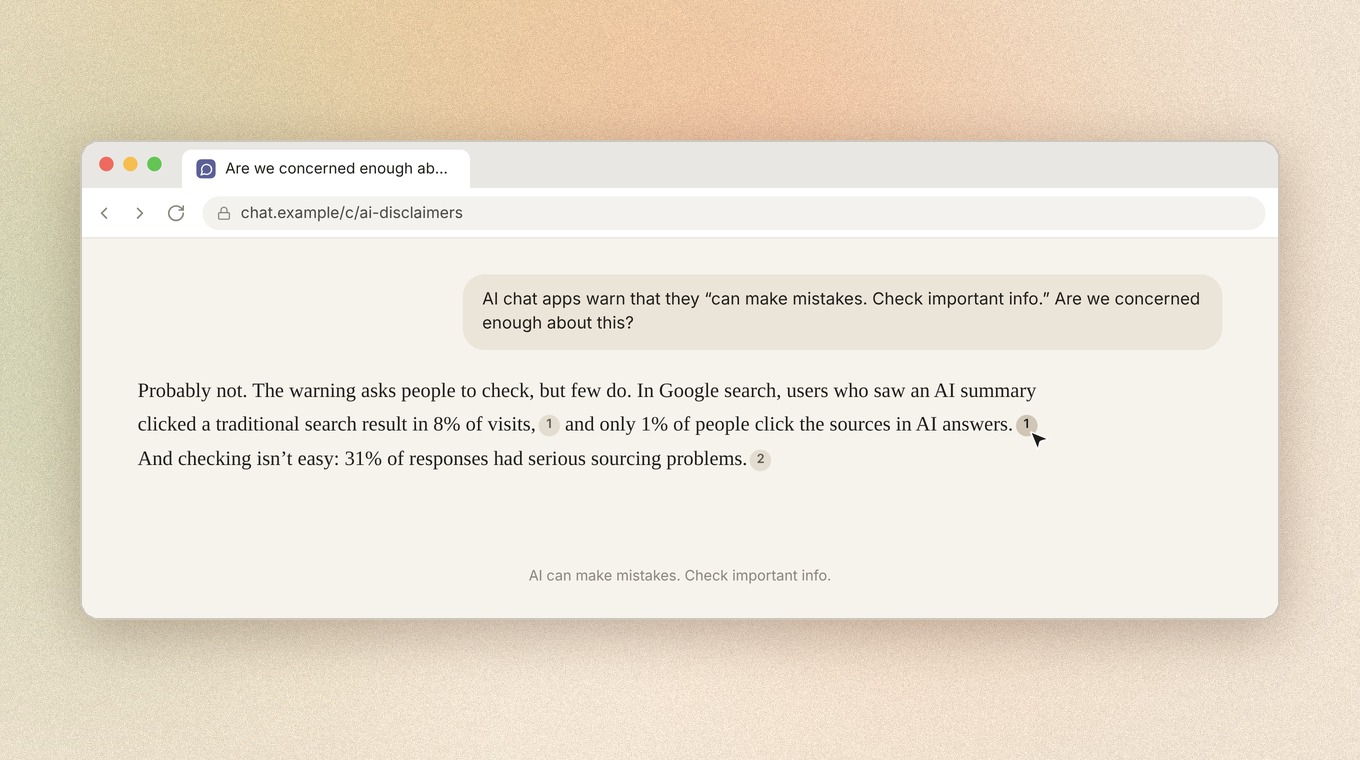 Are we concerned enough ab...
chat.example/c/ai-disclaimers
AI chat apps warn that they “can make mistakes. Check important info.” Are we concerned
enough about this?
Probably not. The warning asks people to check, but few do. In Google search, users who saw an AI summary
clicked a traditional search result in 8% of visits, 1 and only 1% of people click the sources in AI answers. 1
And checking isn’t easy: 31% of responses had serious sourcing problems. 2
AI can make mistakes. Check important info.